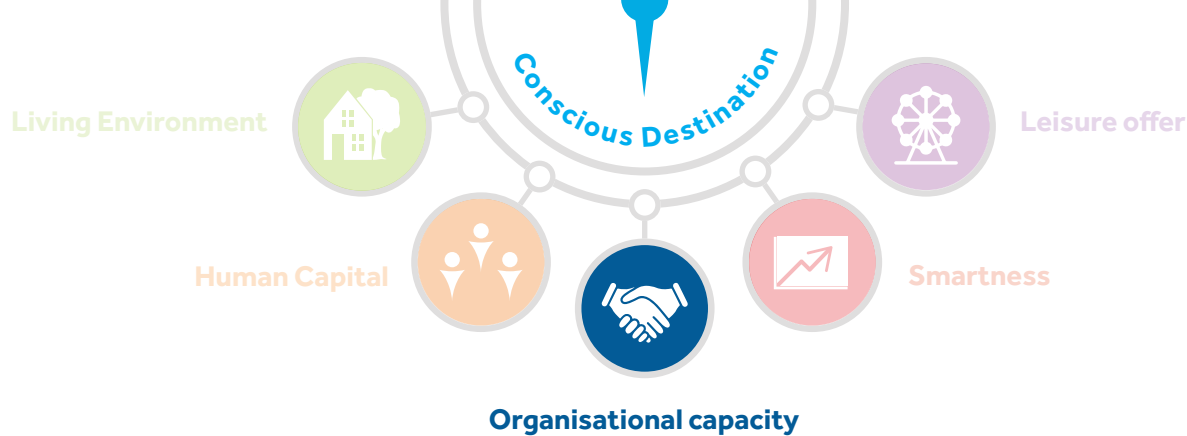 Conscious Destination
Living Environment
Leisure offer
Human Capital
Smartness
Organisational capacity